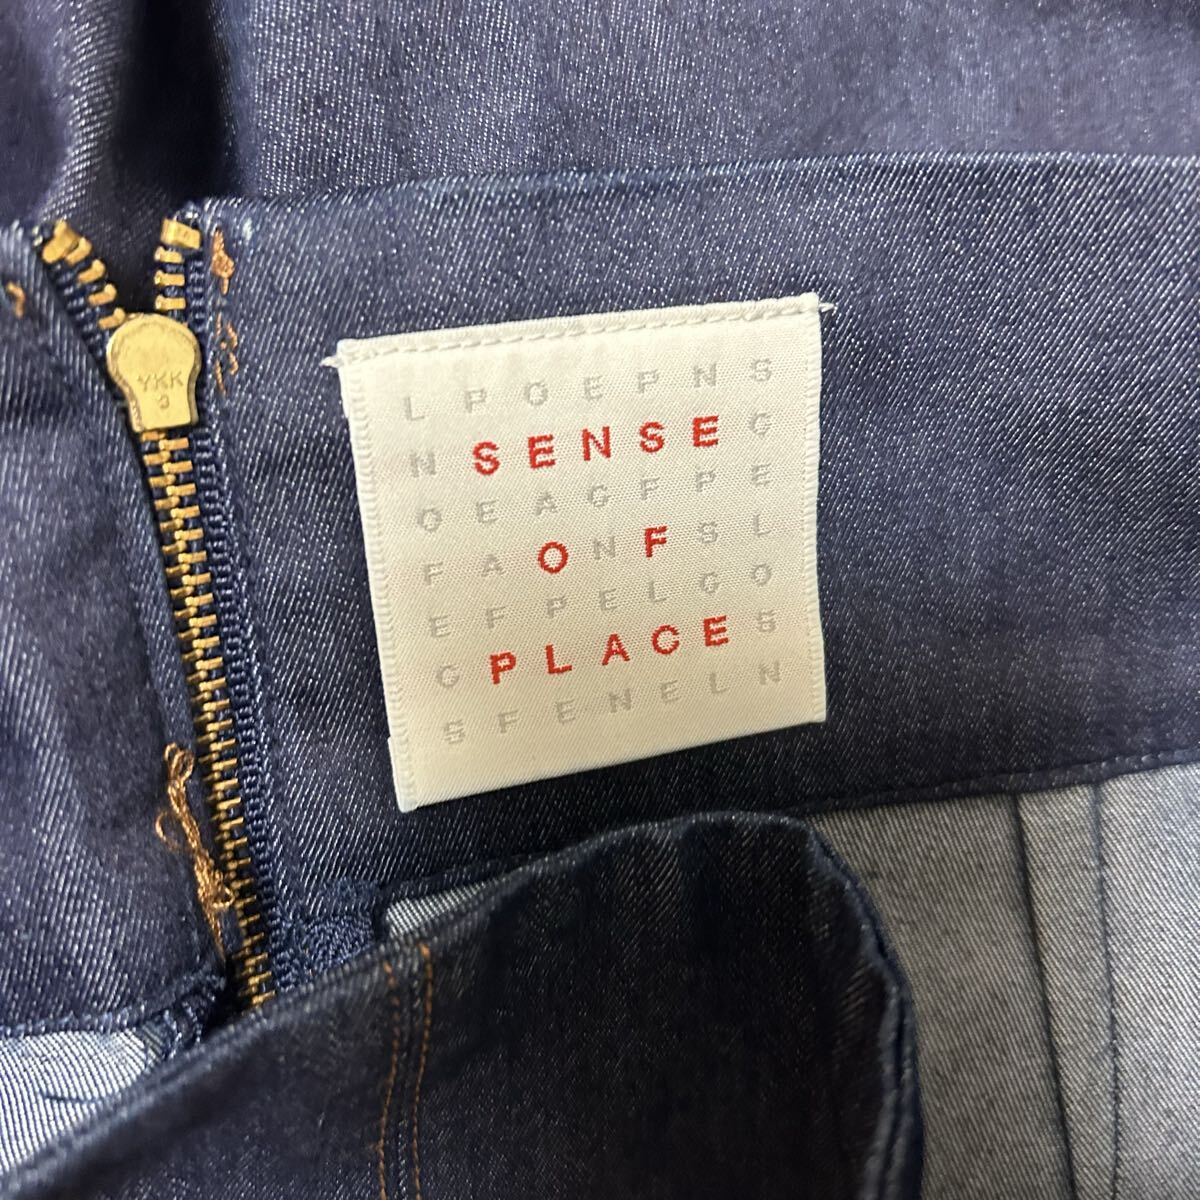 YKK
3
L P O E P N S
N S E N S E C
O E A G F P E
F A O N F S L
E F P E L G O
C P L A C E S
S F E N E L N